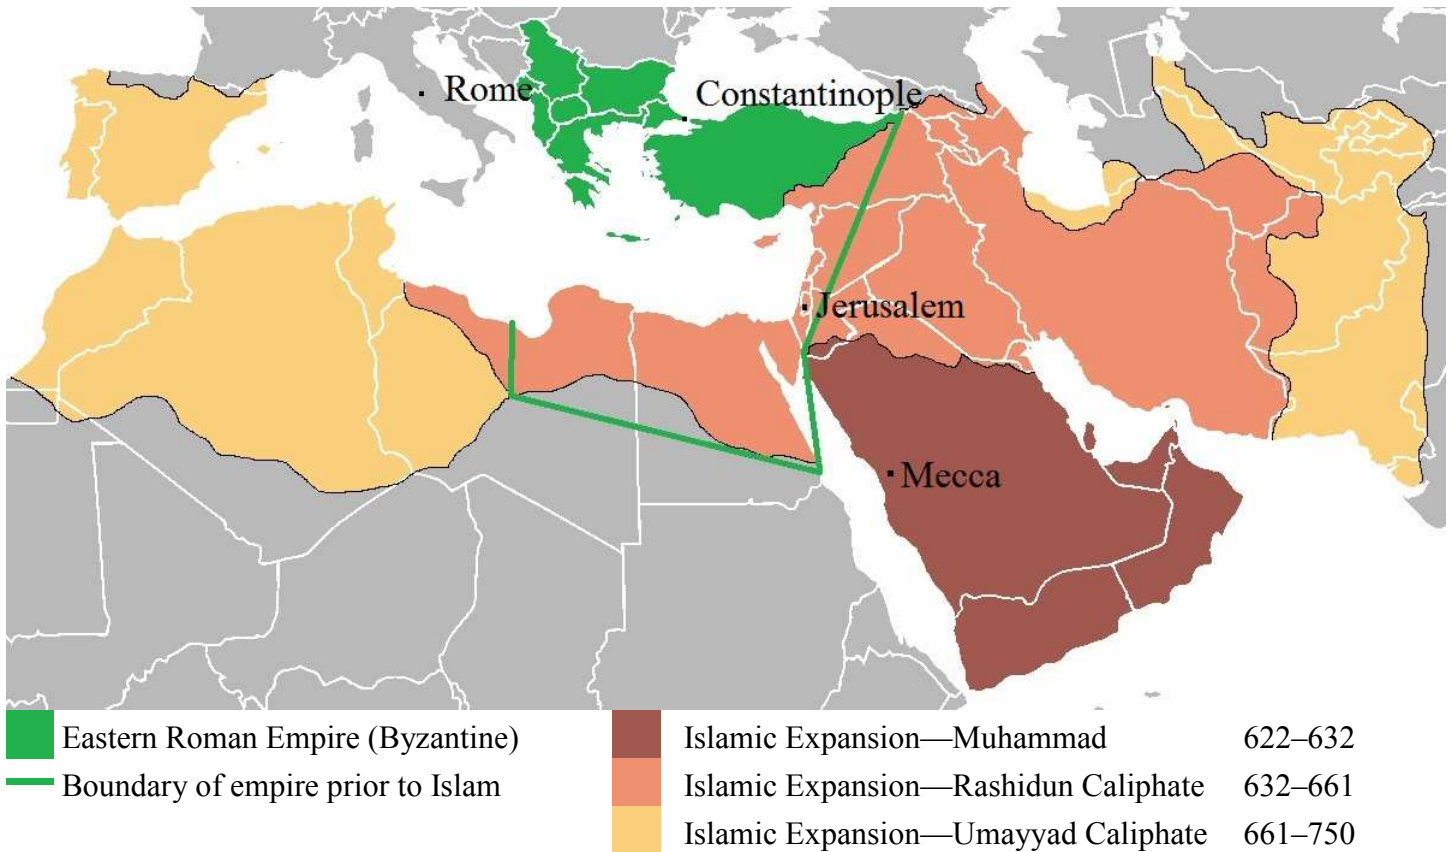 Rome
Constantinople
Jerusalem
Mecca
Eastern Roman Empire (Byzantine)
Boundary of empire prior to Islam
Islamic Expansion—Muhammad 622–632
Islamic Expansion—Rashidun Caliphate 632–661
Islamic Expansion—Umayyad Caliphate 661–750